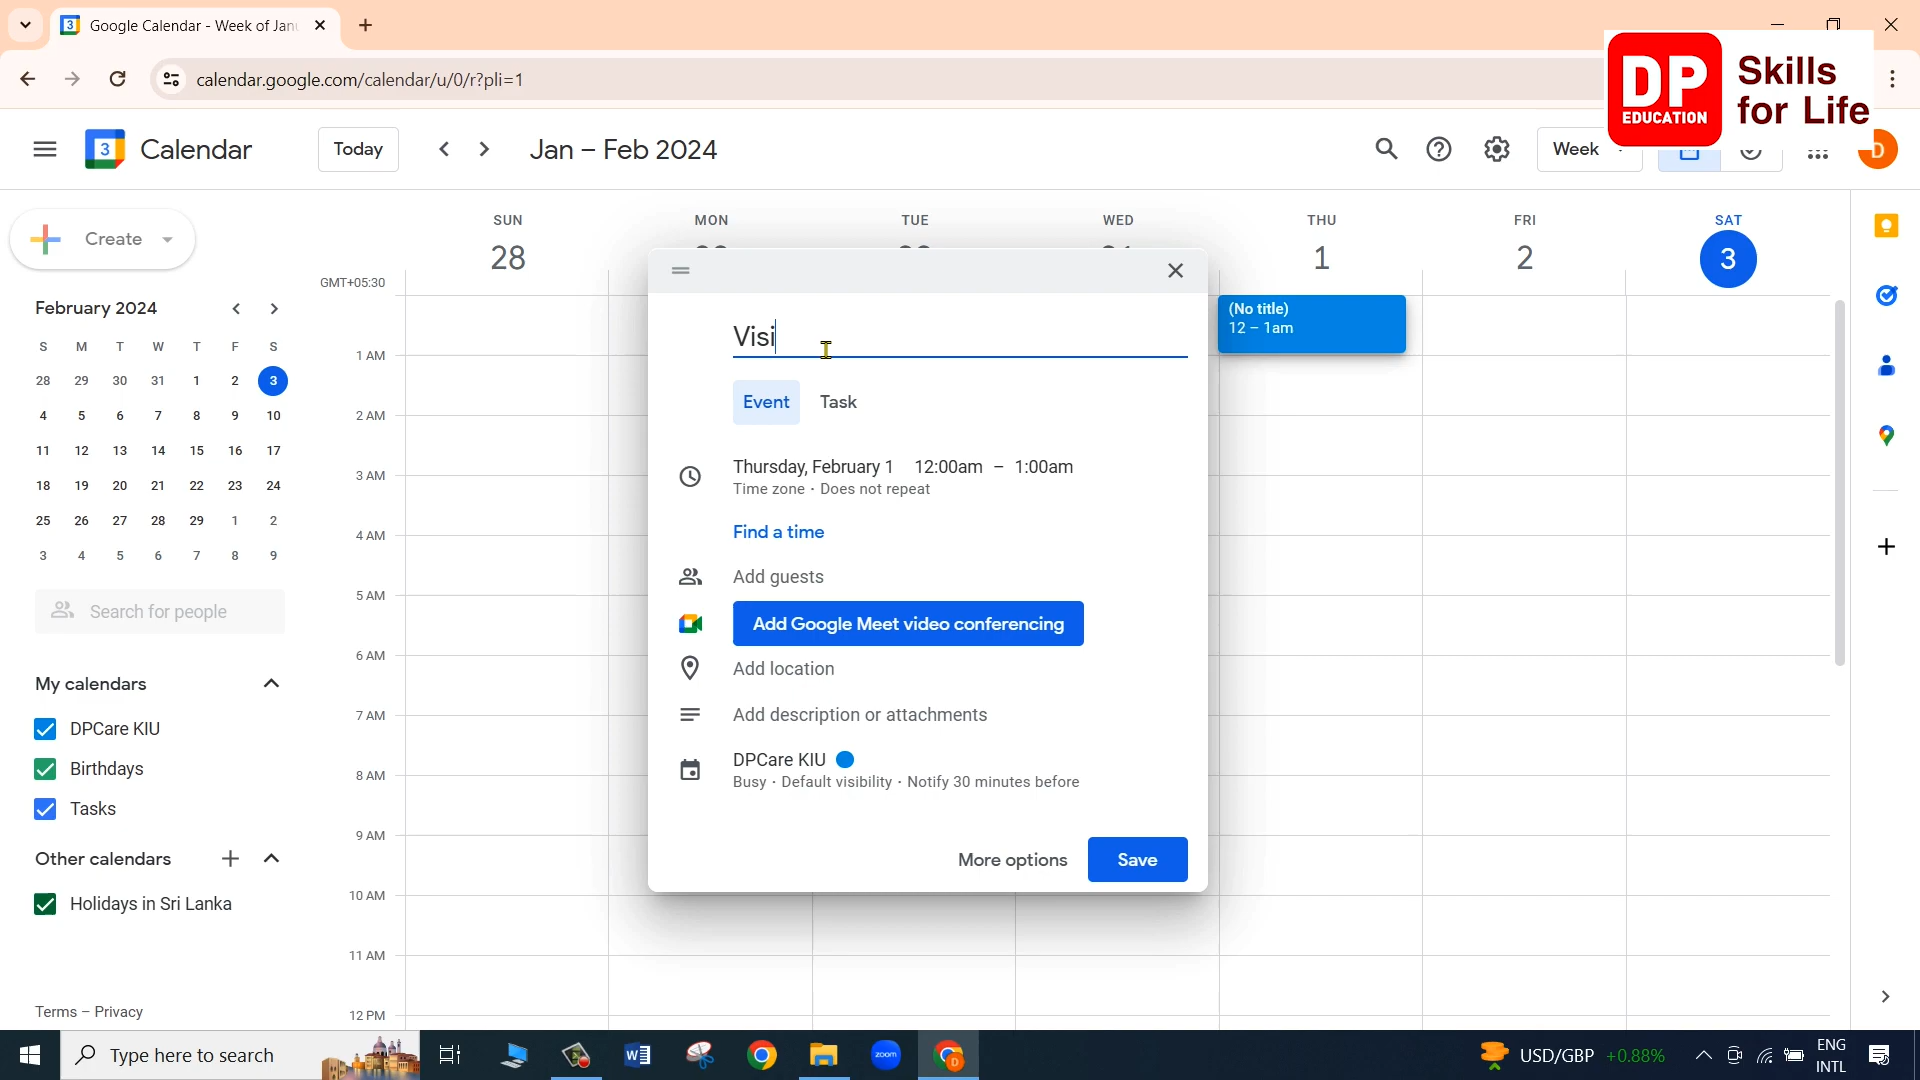 Google Calendar - Week of Jan
calendar.google.com/calendar/u/0/r?pli=1
DP
EDUCATION
Skills
for Life
3
Calendar
Today
Jan – Feb 2024
Week
D
Create
SUN
28
MON
TUE
WED
THU
1
FRI
2
SAT
3
GMT+05:30
February 2024
S M T W T F S
28 29 30 31 1 2 3
4 5 6 7 8 9 10
11 12 13 14 15 16 17
18 19 20 21 22 23 24
25 26 27 28 29 1 2
3 4 5 6 7 8 9
Search for people
My calendars
DPCare KIU
Birthdays
Tasks
Other calendars
Holidays in Sri Lanka
Terms – Privacy
1 AM
2 AM
3 AM
4 AM
5 AM
6 AM
7 AM
8 AM
9 AM
10 AM
11 AM
12 PM
(No title)
12 – 1am
Visi
Event Task
Thursday, February 1 12:00am – 1:00am
Time zone · Does not repeat
Find a time
Add guests
Add Google Meet video conferencing
Add location
Add description or attachments
DPCare KIU
Busy · Default visibility · Notify 30 minutes before
More options
Save
Type here to search
zoom
USD/GBP +0.88%
ENG
INTL